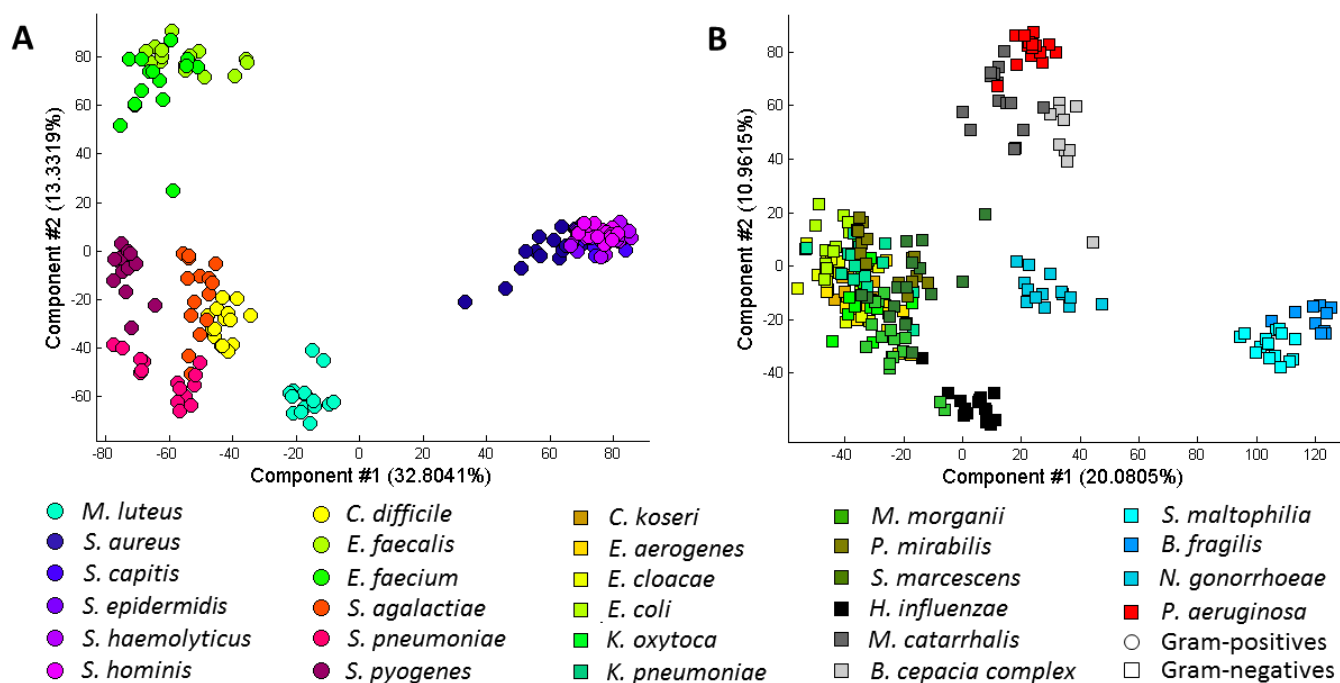 A
B
80
60
40
20
0
-20
-40
-60
-80
-60
-40
-20
0
20
40
60
80
Component #2 (13.3319%)
Component #1 (32.8041%)
80
60
40
20
0
-20
-40
-40
-20
0
20
40
60
80
100
120
Component #2 (10.9615%)
Component #1 (20.0805%)
M. luteus
S. aureus
S. capitis
S. epidermidis
S. haemolyticus
S. hominis
C. difficile
E. faecalis
E. faecium
S. agalactiae
S. pneumoniae
S. pyogenes
C. koseri
E. aerogenes
E. cloacae
E. coli
K. oxytoca
K. pneumoniae
M. morganii
P. mirabilis
S. marcescens
H. influenzae
M. catarrhalis
B. cepacia complex
S. maltophilia
B. fragilis
N. gonorrhoeae
P. aeruginosa
Gram-positives
Gram-negatives